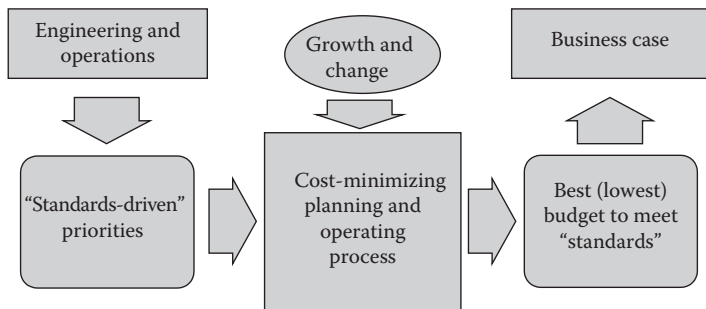 Engineering and
operations
Growth and
change
Business case
“Standards-driven”
priorities
Cost-minimizing
planning and
operating
process
Best (lowest)
budget to meet
“standards”